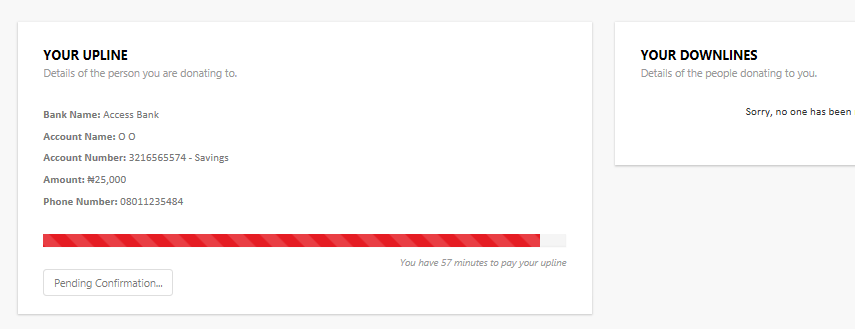 YOUR UPLINE
Details of the person you are donating to.
Bank Name: Access Bank
Account Name: O O
Account Number: 3216565574 - Savings
Amount: ₦25,000
Phone Number: 08011235484
You have 57 minutes to pay your upline
Pending Confirmation...
YOUR DOWNLINES
Details of the people donating to you.
Sorry, no one has been